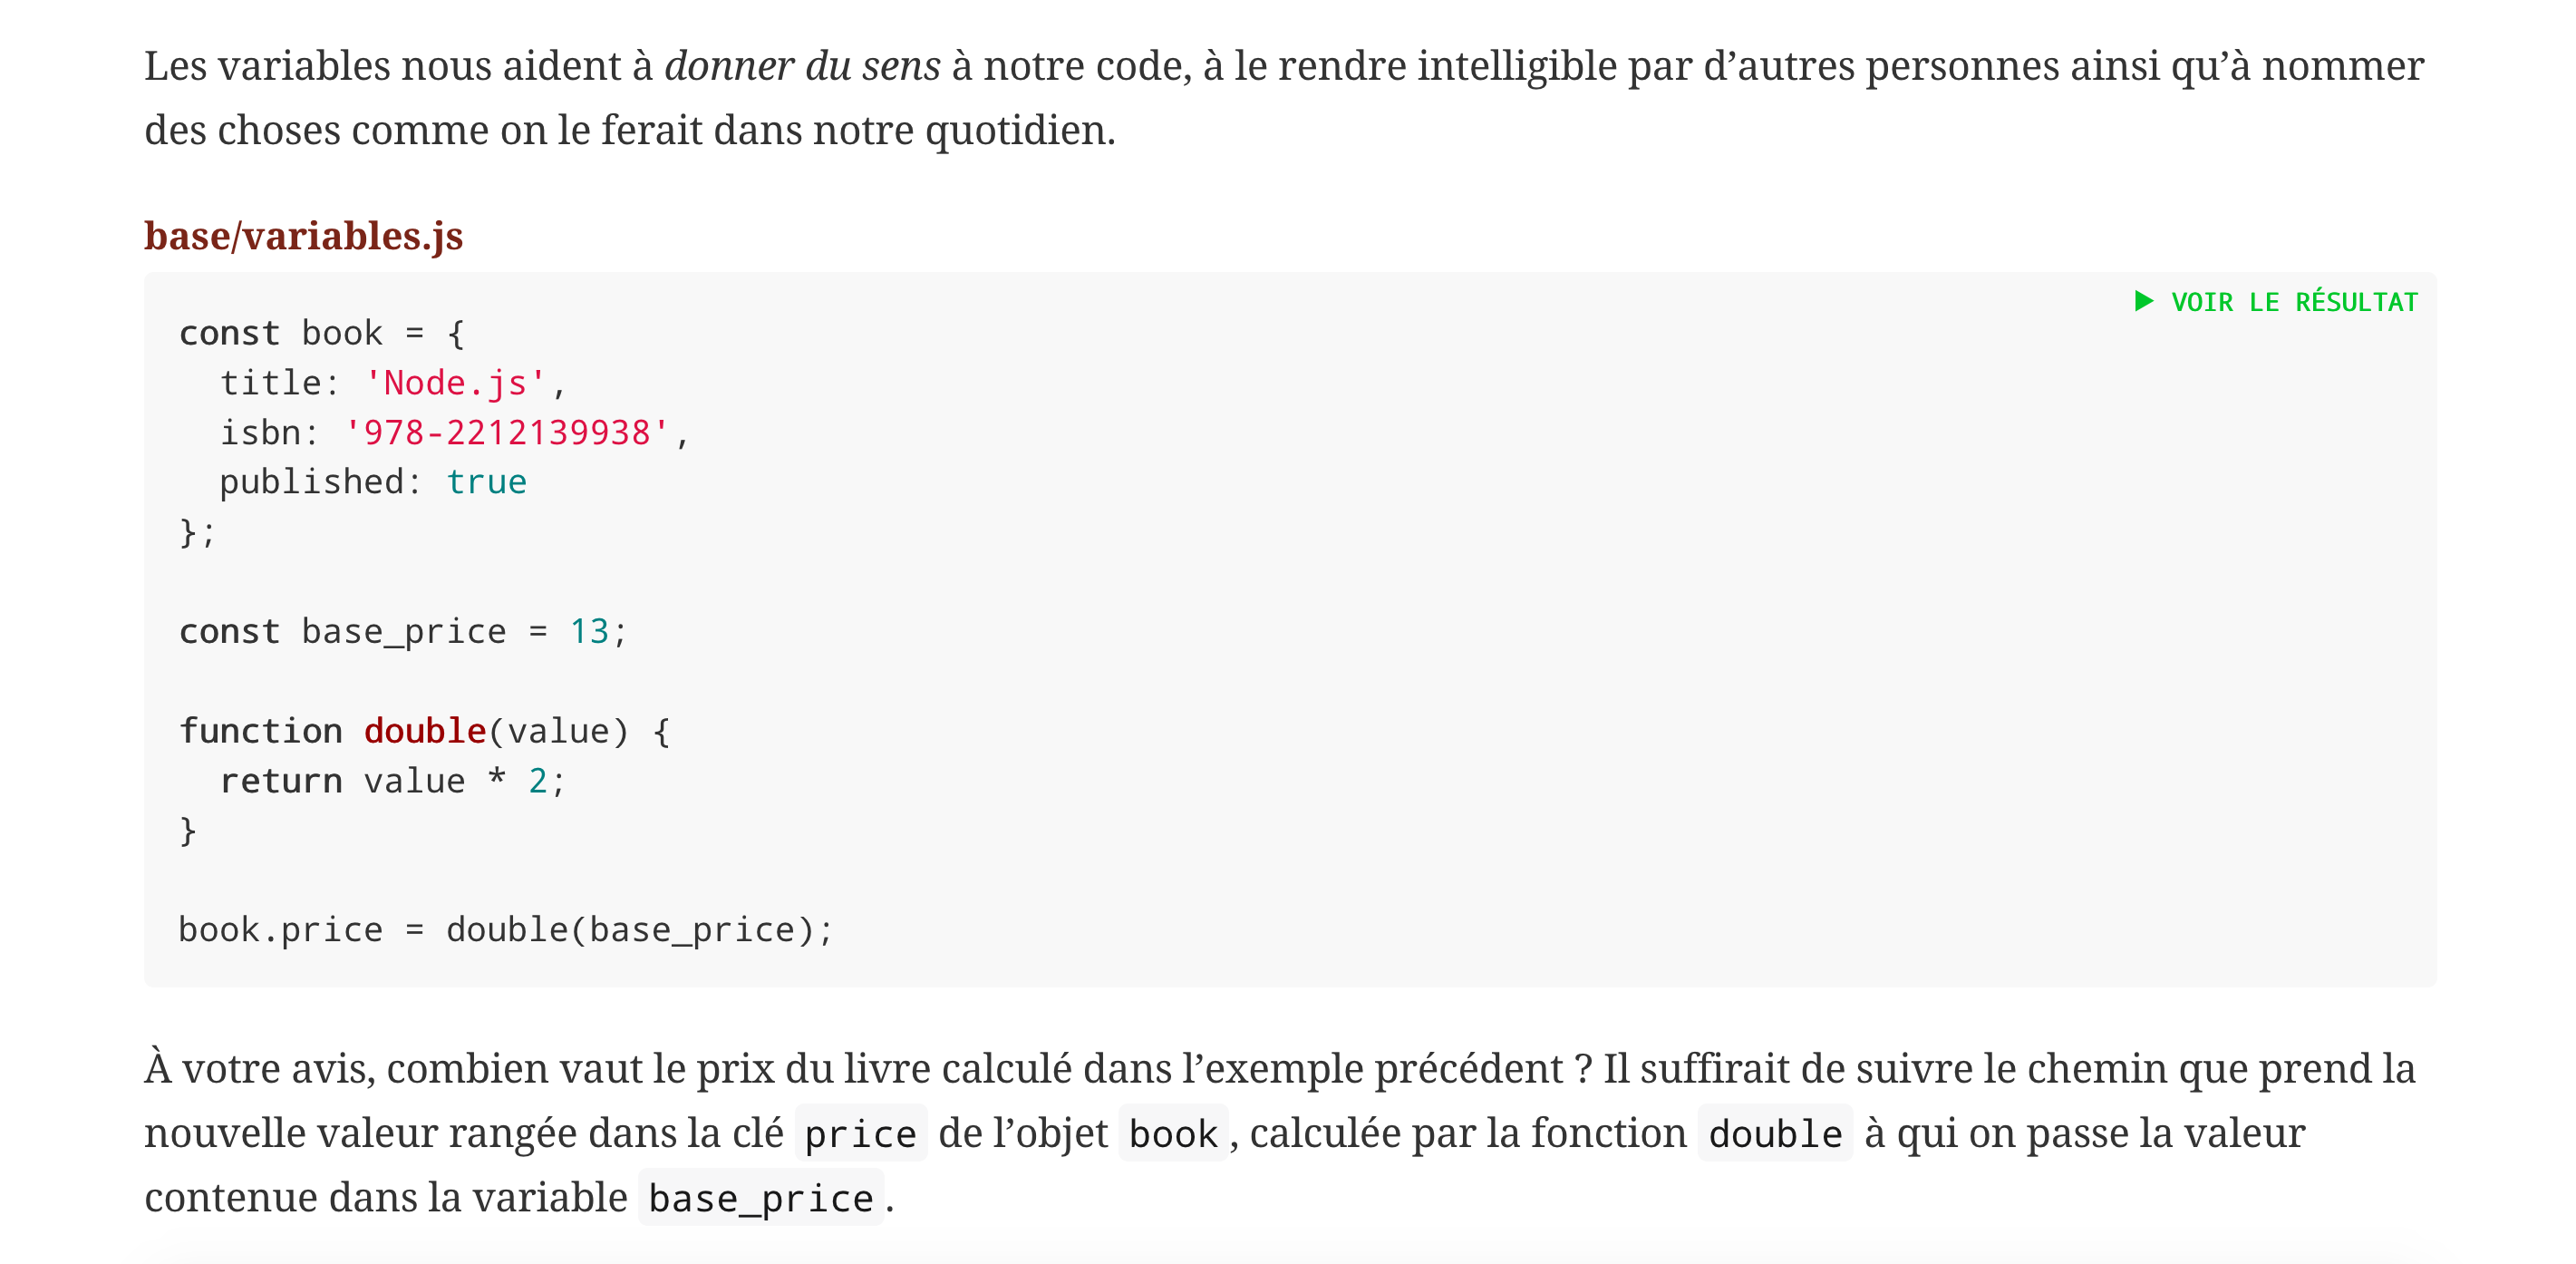 Les variables nous aident à donner du sens à notre code, à le rendre intelligible par d’autres personnes ainsi qu’à nommer
des choses comme on le ferait dans notre quotidien.
base/variables.js
VOIR LE RÉSULTAT
const book = {
  title: 'Node.js',
  isbn: '978-2212139938',
  published: true
};
const base_price = 13;
function double(value) {
  return value * 2;
}
book.price = double(base_price);
À votre avis, combien vaut le prix du livre calculé dans l’exemple précédent ? Il suffirait de suivre le chemin que prend la
nouvelle valeur rangée dans la clé price de l’objet book, calculée par la fonction double à qui on passe la valeur
contenue dans la variable base_price.